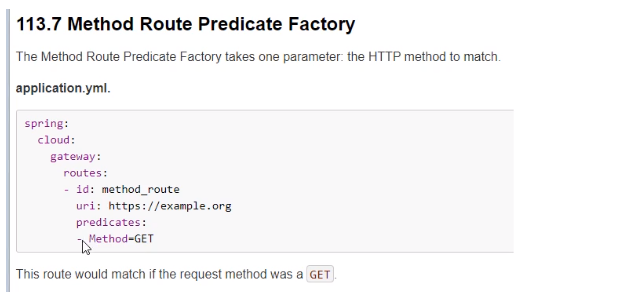 113.7 Method Route Predicate Factory
The Method Route Predicate Factory takes one parameter: the HTTP method to match.
application.yml.
spring:
  cloud:
    gateway:
      routes:
      - id: method_route
        uri: https://example.org
        predicates:
        - Method=GET
This route would match if the request method was a GET.